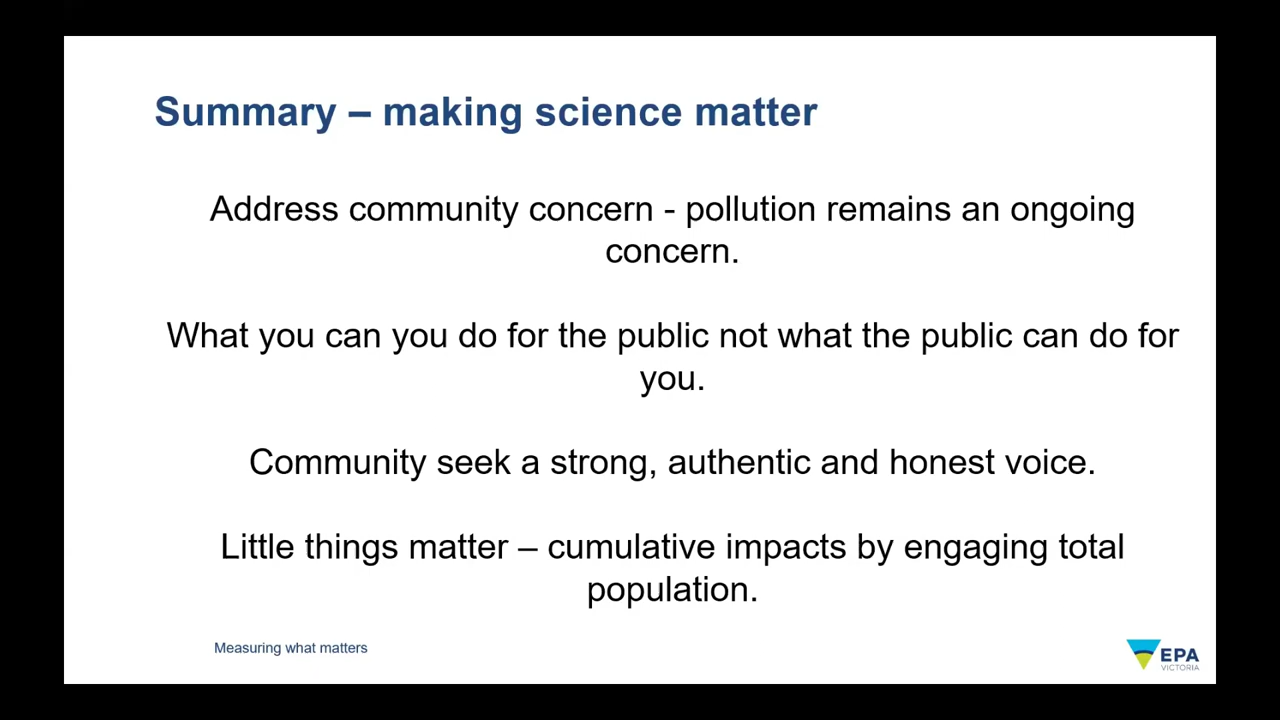 Summary – making science matter
Address community concern - pollution remains an ongoing
concern.
What you can you do for the public not what the public can do for
you.
Community seek a strong, authentic and honest voice.
Little things matter – cumulative impacts by engaging total
population.
Measuring what matters
EPA
VICTORIA